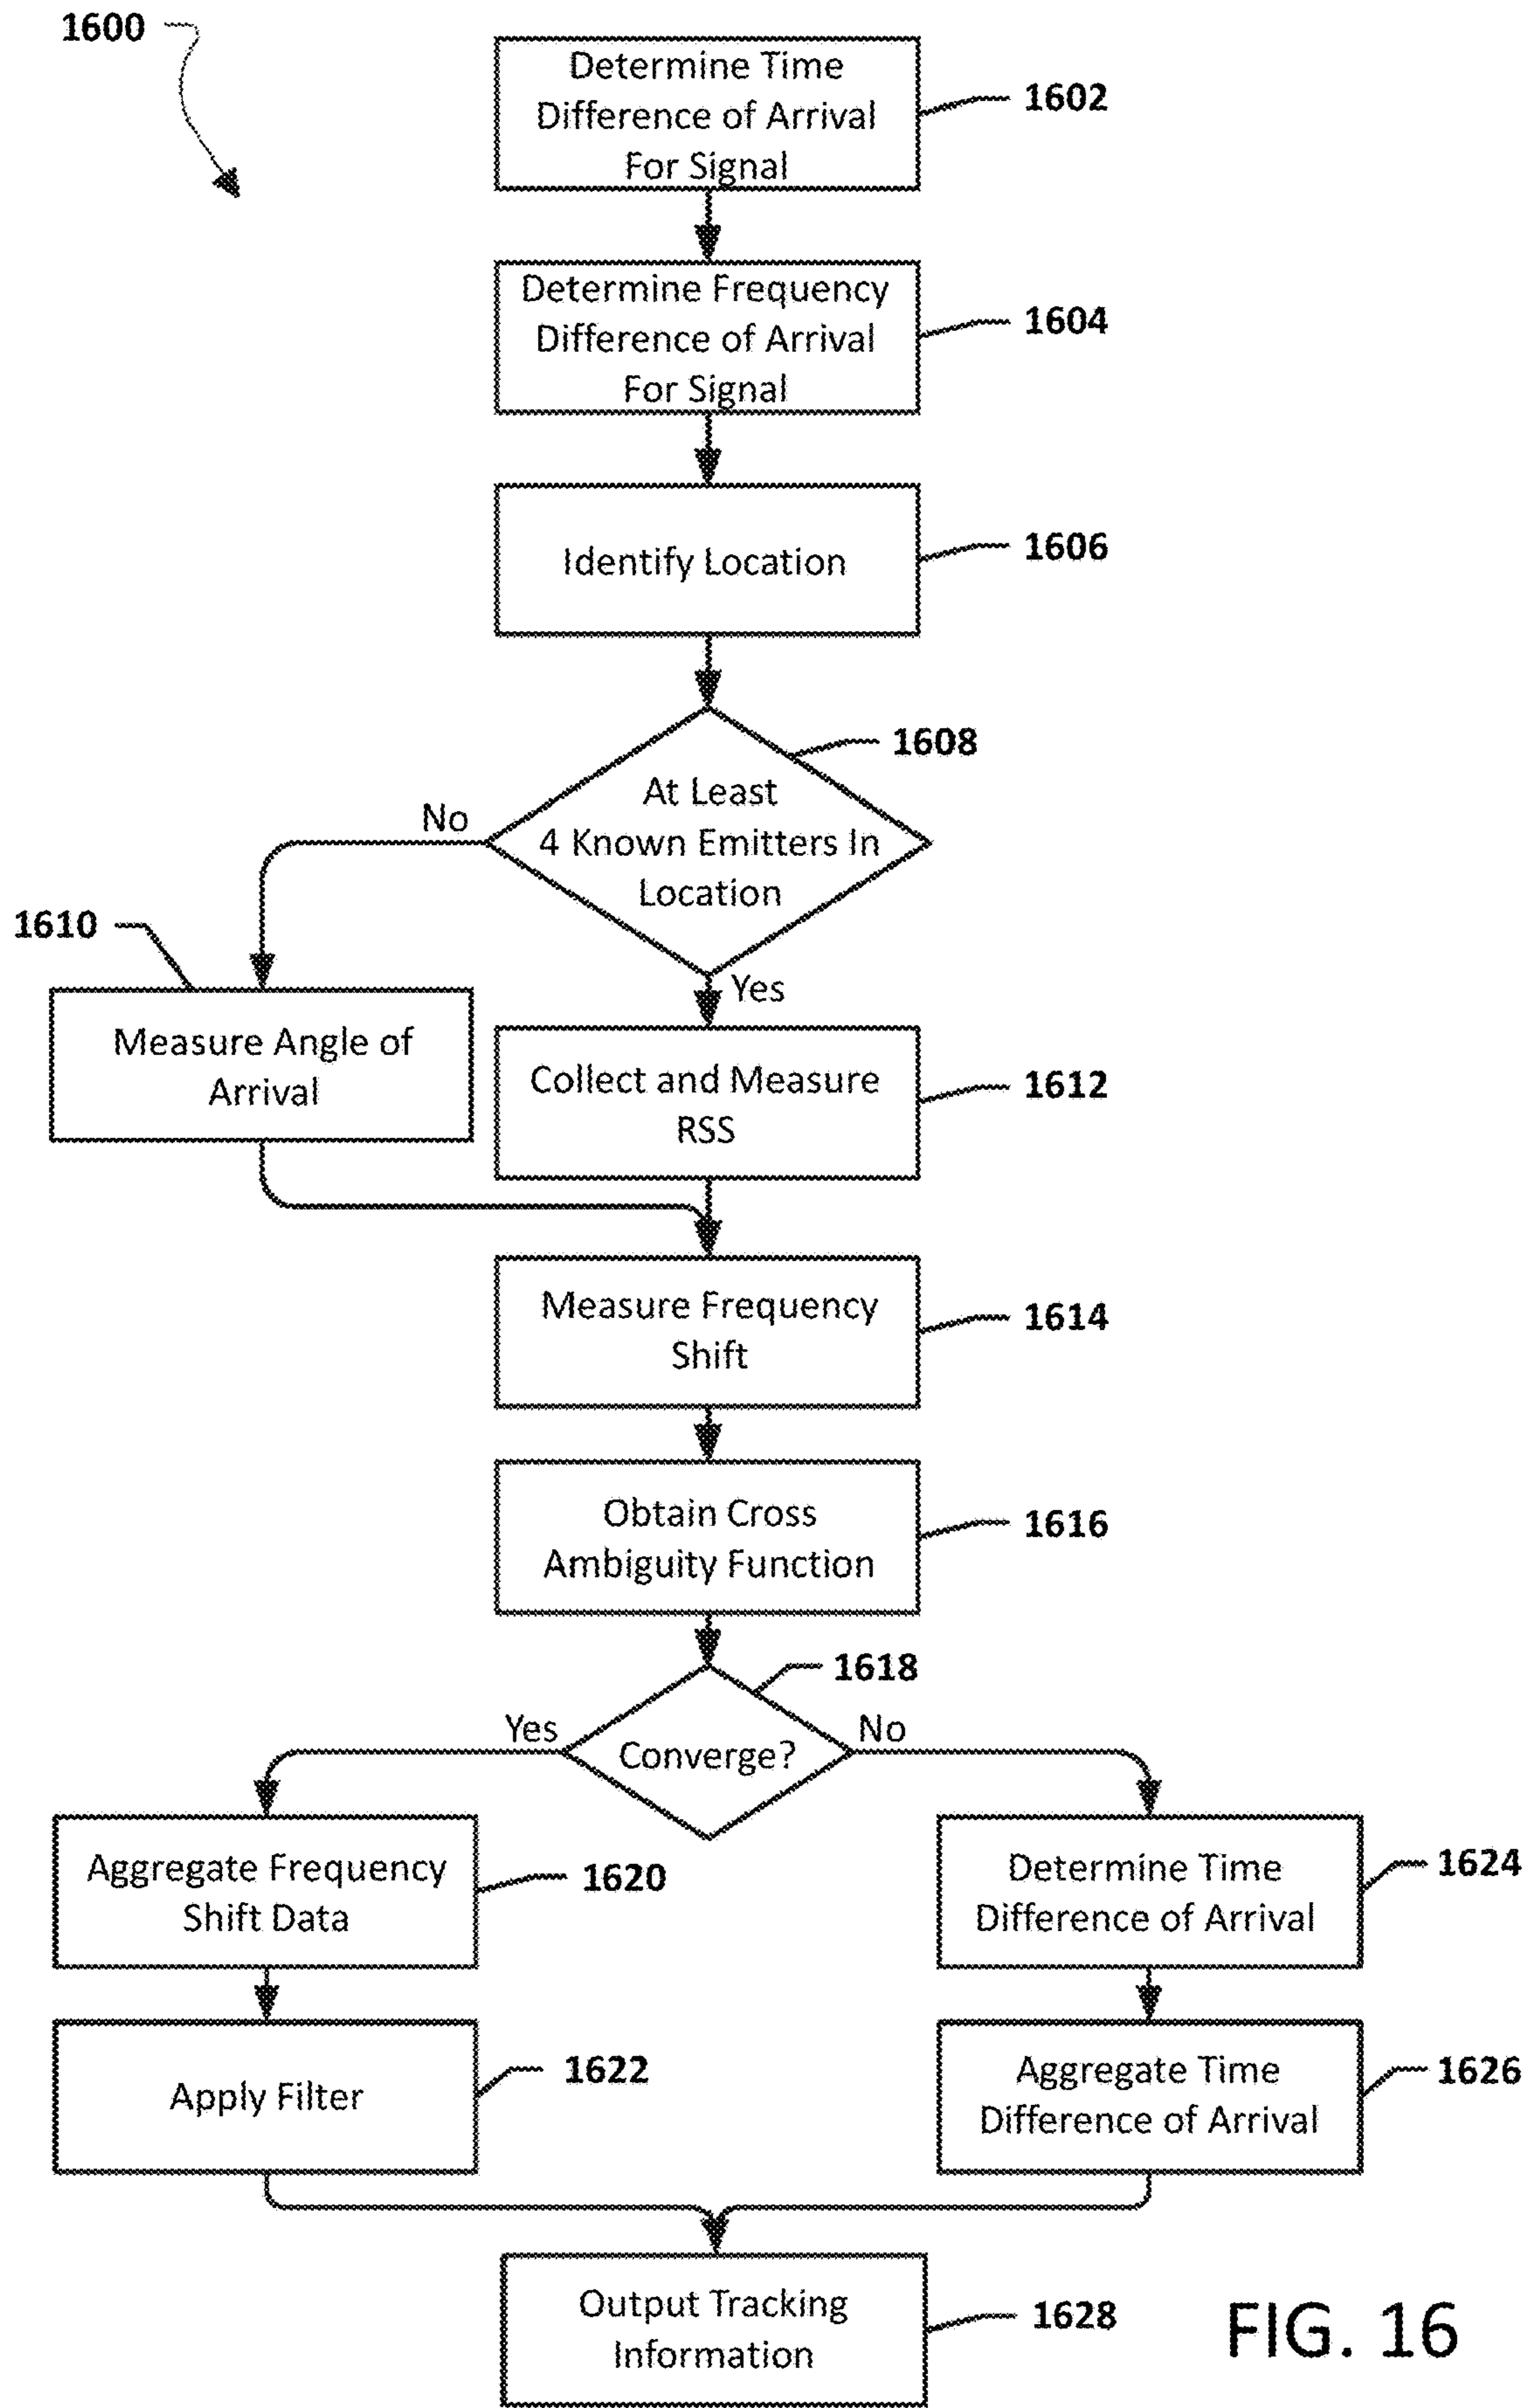 1600
Determine Time
Difference of Arrival
For Signal
1602
Determine Frequency
Difference of Arrival
For Signal
1604
Identify Location
1606
1608
At Least
4 Known Emitters In
Location
No
Yes
1610
Measure Angle of
Arrival
Collect and Measure
RSS
1612
Measure Frequency
Shift
1614
Obtain Cross
Ambiguity Function
1616
1618
Converge?
Yes
No
Aggregate Frequency
Shift Data
1620
Determine Time
Difference of Arrival
1624
Apply Filter
1622
Aggregate Time
Difference of Arrival
1626
Output Tracking
Information
1628
FIG. 16